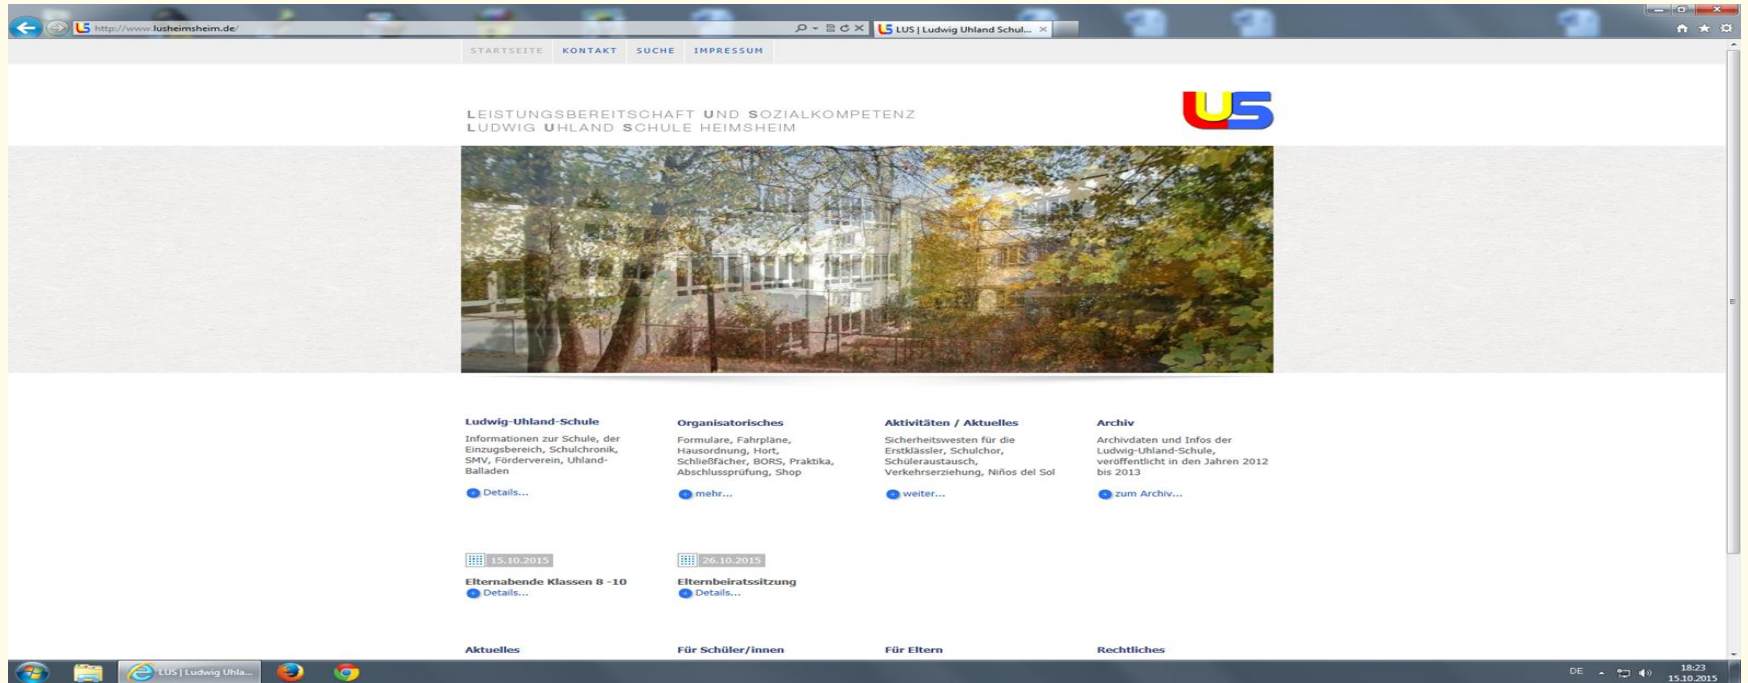 http://www.lusheimsheim.de/
LUS | Ludwig Uhland Schul...
STARTSEITE KONTAKT SUCHE IMPRESSUM
LEISTUNGSBEREITSCHAFT UND SOZIALKOMPETENZ
LUDWIG UHLAND SCHULE HEIMSHEIM
LUS
Ludwig-Uhland-Schule
Informationen zur Schule, der
Einzugsbereich, Schulchronik,
SMV, Förderverein, Uhland-
Balladen
Details...
Organisatorisches
Formulare, Fahrpläne,
Hausordnung, Hort,
Schließfächer, BORS, Praktika,
Abschlussprüfung, Shop
mehr...
Aktivitäten / Aktuelles
Sicherheitswesten für die
Erstklässler, Schulchor,
Schüleraustausch,
Verkehrserziehung, Niños del Sol
weiter...
Archiv
Archivdaten und Infos der
Ludwig-Uhland-Schule,
veröffentlicht in den Jahren 2012
bis 2013
zum Archiv...
15.10.2015
Elternabende Klassen 8 -10
Details...
26.10.2015
Elternbeiratssitzung
Details...
Aktuelles
Für Schüler/innen
Für Eltern
Rechtliches
LUS | Ludwig Uhla...
DE
18:23
15.10.2015